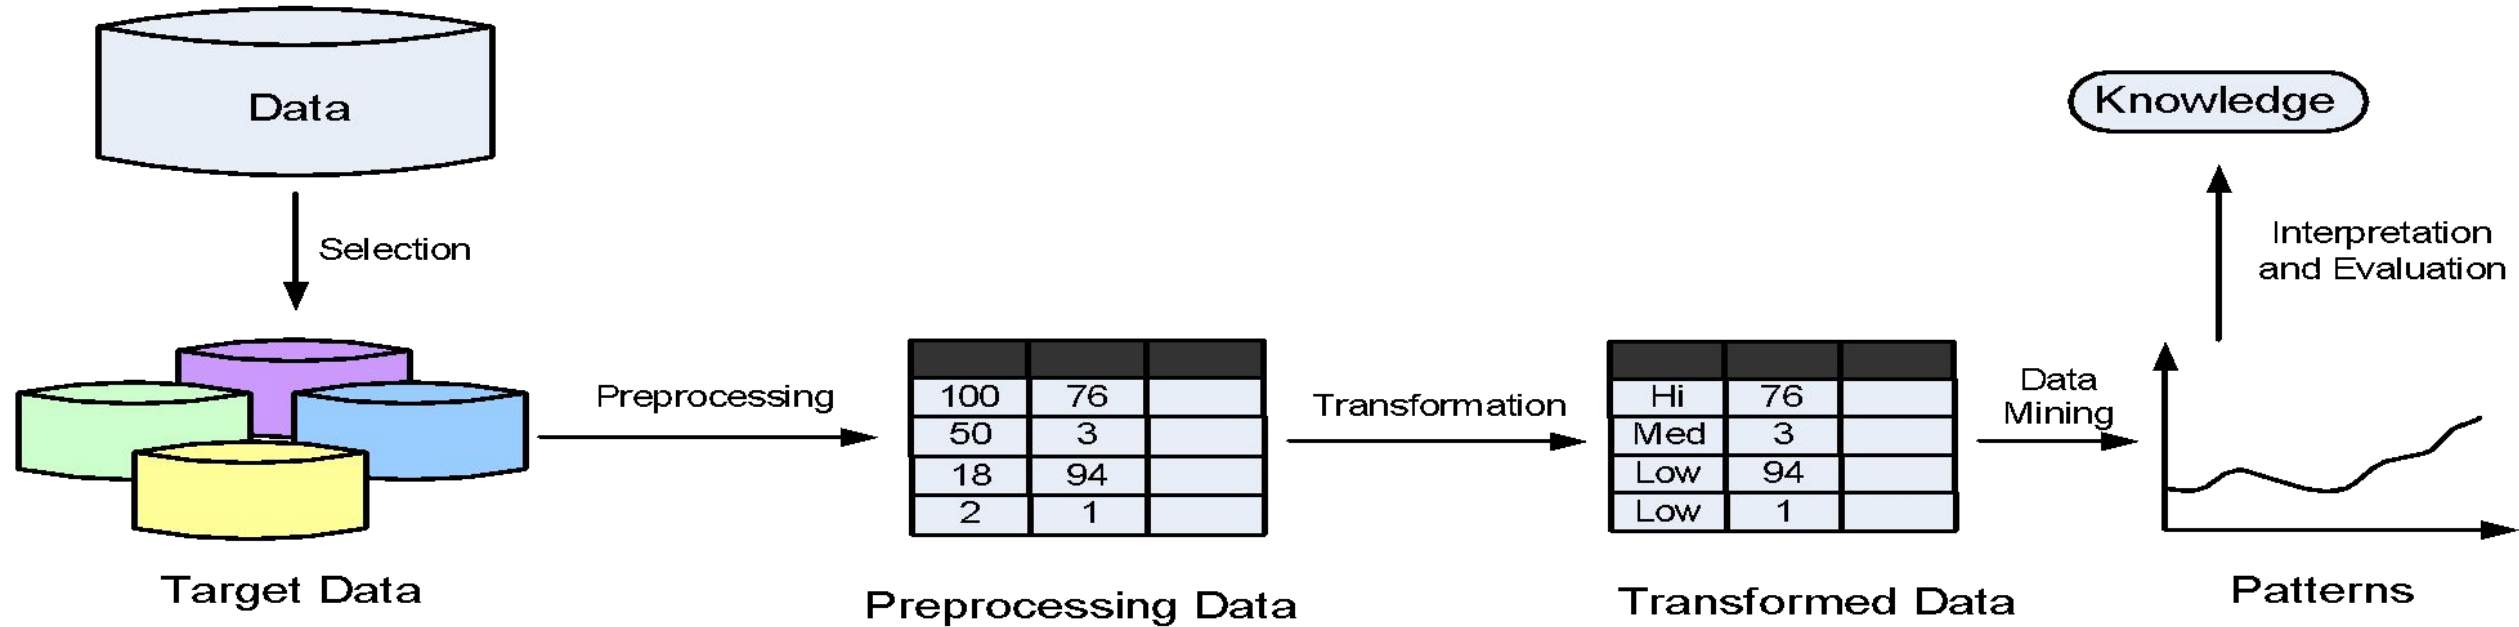 Data
Selection
Target Data
Preprocessing
100 76
50 3
18 94
2 1
Preprocessing Data
Transformation
Hi 76
Med 3
Low 94
Low 1
Transformed Data
Data
Mining
Patterns
Interpretation
and Evaluation
Knowledge